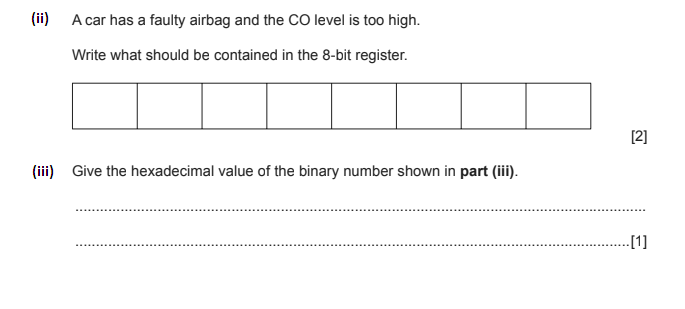 (ii) A car has a faulty airbag and the CO level is too high.
Write what should be contained in the 8-bit register.
[2]
(iii) Give the hexadecimal value of the binary number shown in part (iii).
..........................................................................................................................................
......................................................................................................................................[1]